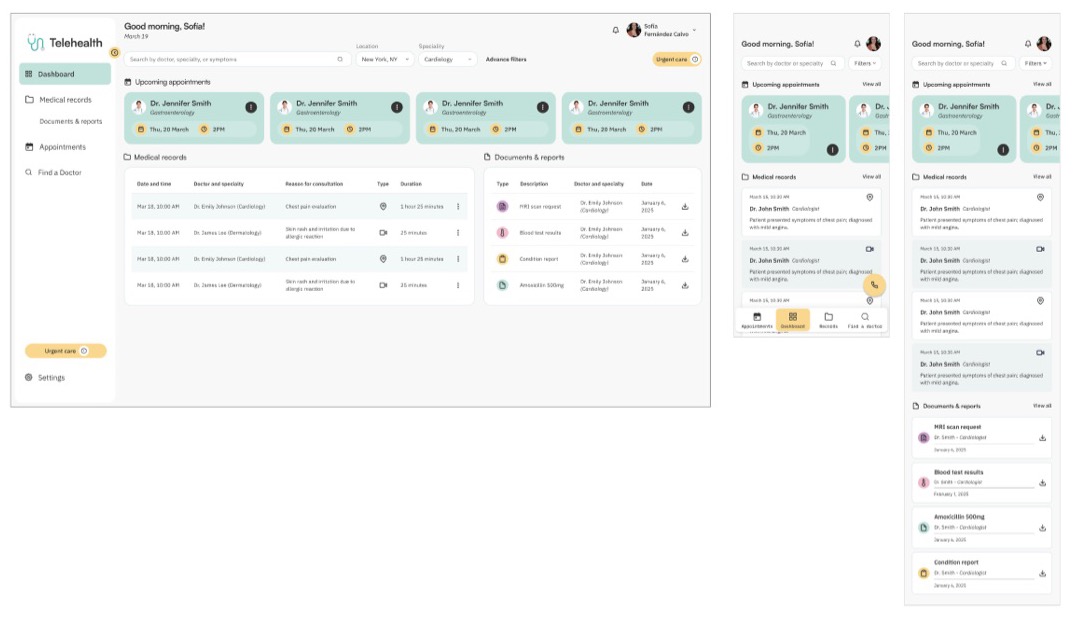 Telehealth
Dashboard
Medical records
Documents & reports
Appointments
Find a Doctor
Urgent care
Settings
Good morning, Sofía!
March 19
Sofía
Fernández Calvo
Location
Specialty
Search by doctor, specialty, or symptoms
New York, NY
Cardiology
Advance filters
Urgent care
Upcoming appointments
Dr. Jennifer Smith
Gastroenterology
Thu, 20 March
2PM
Dr. Jennifer Smith
Gastroenterology
Thu, 20 March
2PM
Dr. Jennifer Smith
Gastroenterology
Thu, 20 March
2PM
Dr. Jennifer Smith
Gastroenterology
Thu, 20 March
2PM
Medical records
Date and time Doctor and specialty Reason for consultation Type Duration
Mar 18, 10:00 AM Dr. Emily Johnson (Cardiology) Chest pain evaluation 1 hour 25 minutes
Mar 18, 10:00 AM Dr. James Lee (Dermatology) Skin rash and irritation due to
allergic reaction 25 minutes
Mar 18, 10:00 AM Dr. Emily Johnson (Cardiology) Chest pain evaluation 1 hour 25 minutes
Mar 18, 10:00 AM Dr. James Lee (Dermatology) Skin rash and irritation due to
allergic reaction 25 minutes
Documents & reports
Type Description Doctor and specialty Date
MRI scan request Dr. Emily Johnson
(Cardiology) January 6,
2025
Blood test results Dr. Emily Johnson
(Cardiology) January 6,
2025
Condition report Dr. Emily Johnson
(Cardiology) January 6,
2025
Amoxicillin 500mg Dr. Emily Johnson
(Cardiology) January 6,
2025
Good morning, Sofía!
Search by doctor or specialty
Filters
Upcoming appointments View all
Dr. Jennifer Smith
Gastroenterology
Thu, 20 March
2PM
Dr. J
Gastr
Thu,
2PM
Medical records View all
March 15, 10:30 AM
Dr. John Smith Cardiologist
Patient presented symptoms of chest pain; diagnosed
with mild angina.
March 15, 10:30 AM
Dr. John Smith Cardiologist
Patient presented symptoms of chest pain; diagnosed
with mild angina.
March 15, 10:30 AM
Appointments
Dashboard
Records
Find a doctor
Good morning, Sofía!
Search by doctor or specialty
Filters
Upcoming appointments View all
Dr. Jennifer Smith
Gastroenterology
Thu, 20 March
2PM
Dr. J
Gastr
Thu,
2PM
Medical records View all
March 15, 10:30 AM
Dr. John Smith Cardiologist
Patient presented symptoms of chest pain; diagnosed
with mild angina.
March 15, 10:30 AM
Dr. John Smith Cardiologist
Patient presented symptoms of chest pain; diagnosed
with mild angina.
March 15, 10:30 AM
Dr. John Smith Cardiologist
Patient presented symptoms of chest pain; diagnosed
with mild angina.
March 15, 10:30 AM
Dr. John Smith Cardiologist
Patient presented symptoms of chest pain; diagnosed
with mild angina.
Documents & reports View all
MRI scan request
Dr. Smith - Cardiologist
January 6, 2025
Blood test results
Dr. Smith - Cardiologist
February 1, 2025
Amoxicillin 500mg
Dr. Smith - Cardiologist
January 6, 2025
Condition report
Dr. Smith - Cardiologist
January 6, 2025